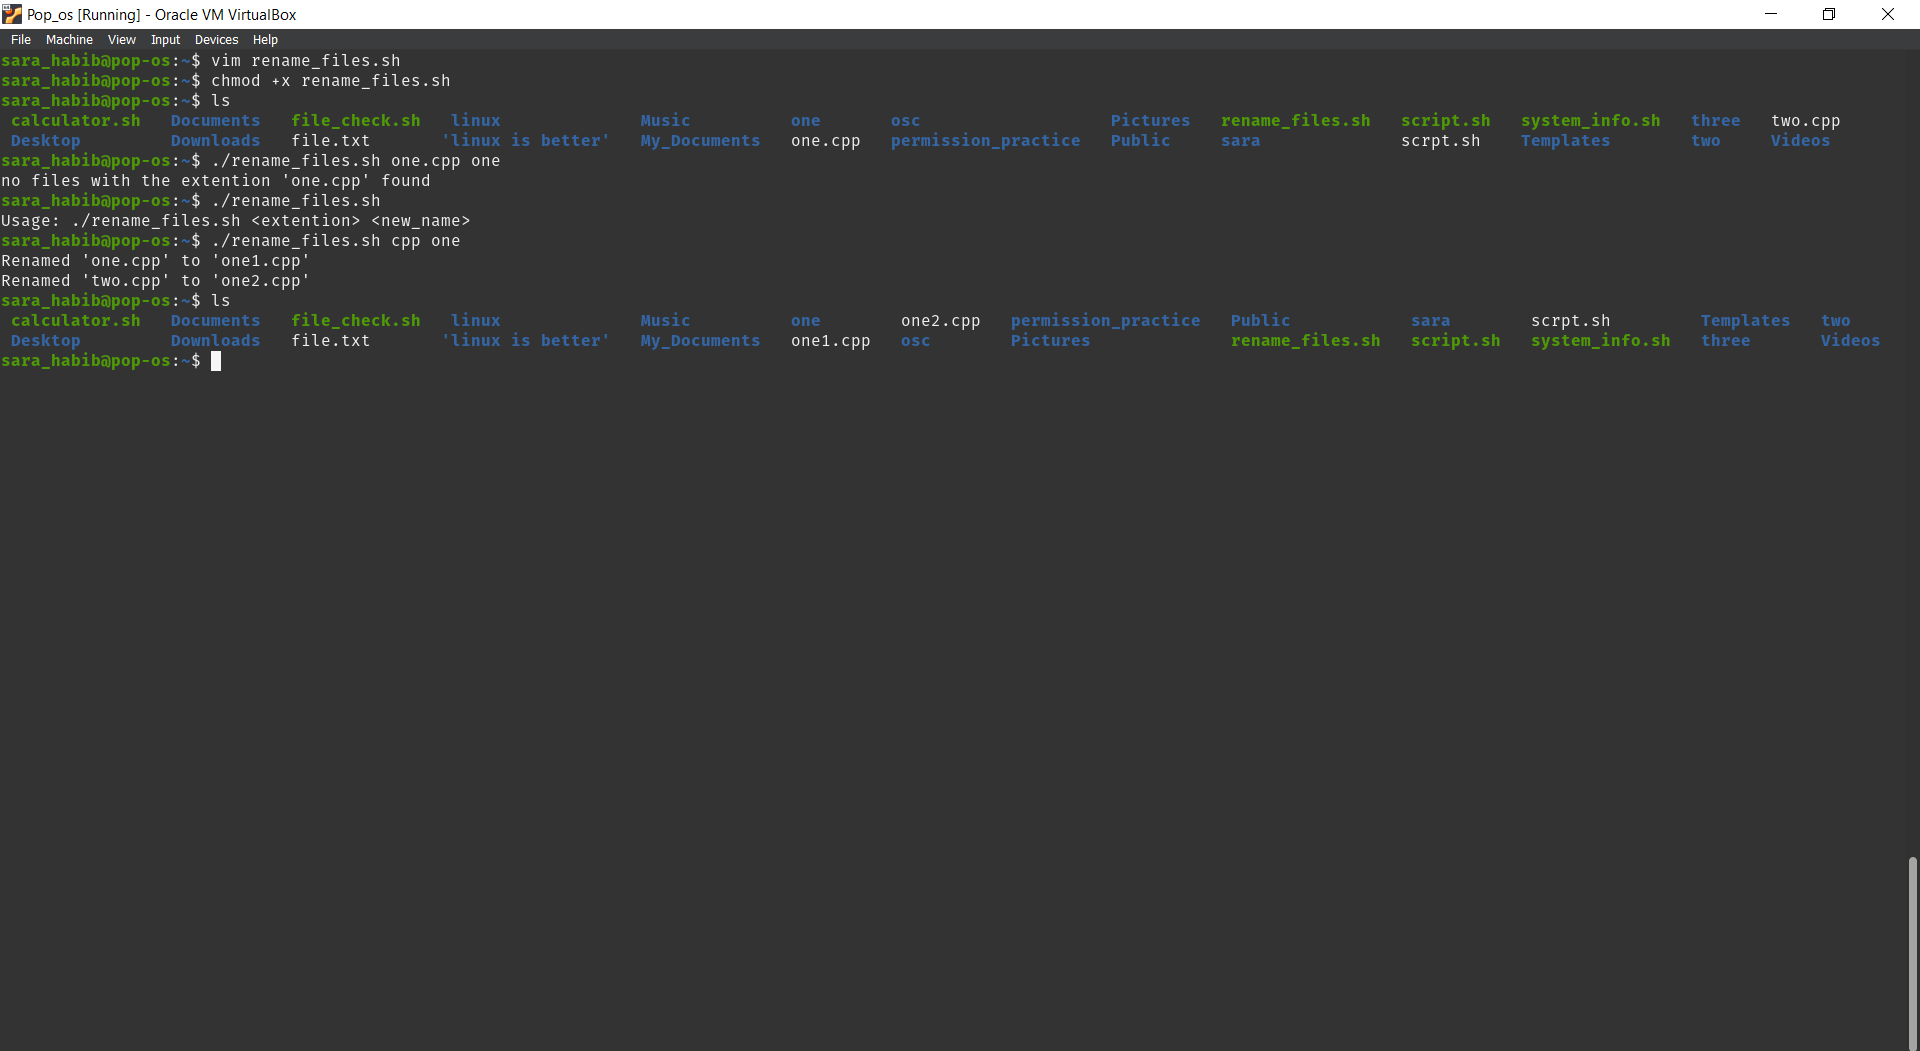 Pop_os [Running] - Oracle VM VirtualBox
File Machine View Input Devices Help
sara_habib@pop-os:~$ vim rename_files.sh
sara_habib@pop-os:~$ chmod +x rename_files.sh
sara_habib@pop-os:~$ ls
calculator.sh Documents file_check.sh linux Music one osc Pictures rename_files.sh script.sh system_info.sh three two.cpp
Desktop Downloads file.txt 'linux is better' My_Documents one.cpp permission_practice Public sara scrpt.sh Templates two Videos
sara_habib@pop-os:~$ ./rename_files.sh one.cpp one
no files with the extention 'one.cpp' found
sara_habib@pop-os:~$ ./rename_files.sh
Usage: ./rename_files.sh <extention> <new_name>
sara_habib@pop-os:~$ ./rename_files.sh cpp one
Renamed 'one.cpp' to 'one1.cpp'
Renamed 'two.cpp' to 'one2.cpp'
sara_habib@pop-os:~$ ls
calculator.sh Documents file_check.sh linux Music one one2.cpp permission_practice Public sara scrpt.sh Templates two
Desktop Downloads file.txt 'linux is better' My_Documents one1.cpp osc Pictures rename_files.sh script.sh system_info.sh three Videos
sara_habib@pop-os:~$